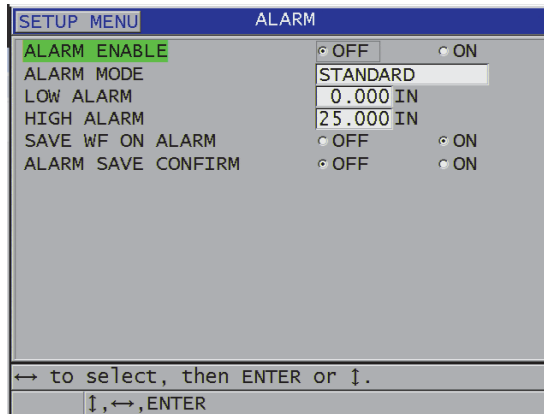 SETUP MENU ALARM
ALARM ENABLE OFF ON
ALARM MODE STANDARD
LOW ALARM 0.000 IN
HIGH ALARM 25.000 IN
SAVE WF ON ALARM OFF ON
ALARM SAVE CONFIRM OFF ON
↔ to select, then ENTER or ↕.
↕,↔,ENTER